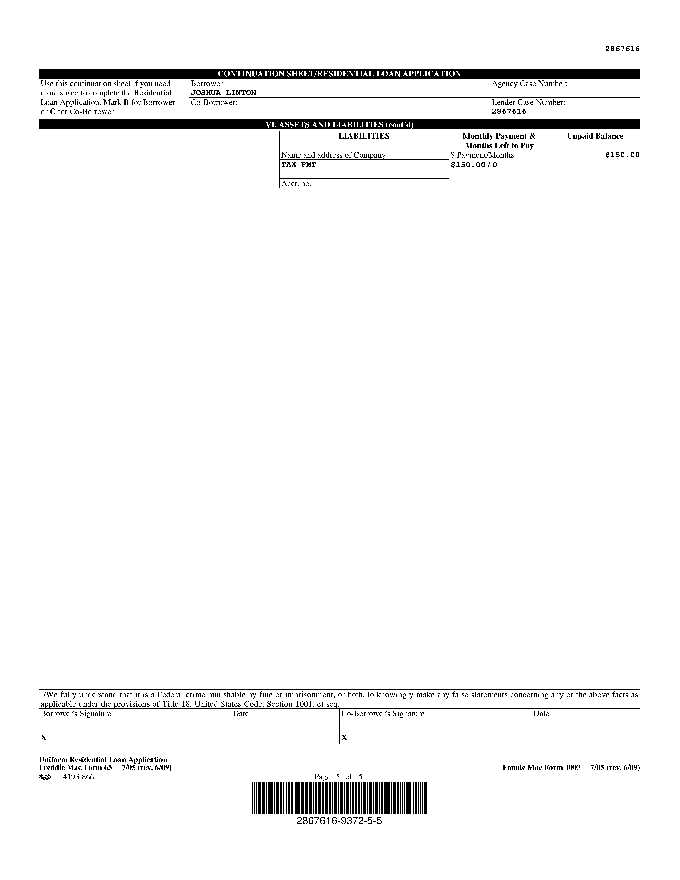 2867616
CONTINUATION SHEET/RESIDENTIAL LOAN APPLICATION
Use this continuation sheet if you need
Borrower:
Agency Case Number:
more space to complete the Residential
JOSHUA LINTON
Loan Application. Mark B for Borrower
Co-Borrower:
Lender Case Number:
or C for Co-Borrower.
2867616
VI. ASSETS AND LIABILITIES (cont'd)
LIABILITIES
Monthly Payment &
Months Left to Pay
Unpaid Balance
Name and address of Company
$ Payment/Months
$150.00
TAX PMT
$150.00/0
Acct. no.
I/We fully understand that it is a Federal crime punishable by fine or imprisonment, or both, to knowingly make any false statements concerning any of the above facts as
applicable under the provisions of Title 18, United States Code, Section 1001, et seq.
Borrower's Signature
Date
Co-Borrower's Signature
Date
X
X
Uniform Residential Loan Application
Freddie Mac Form 65 7/05 (rev. 6/09)
Fannie Mae Form 1003 7/05 (rev. 6/09)
Page 5 of 5
2867616-9372-5-5